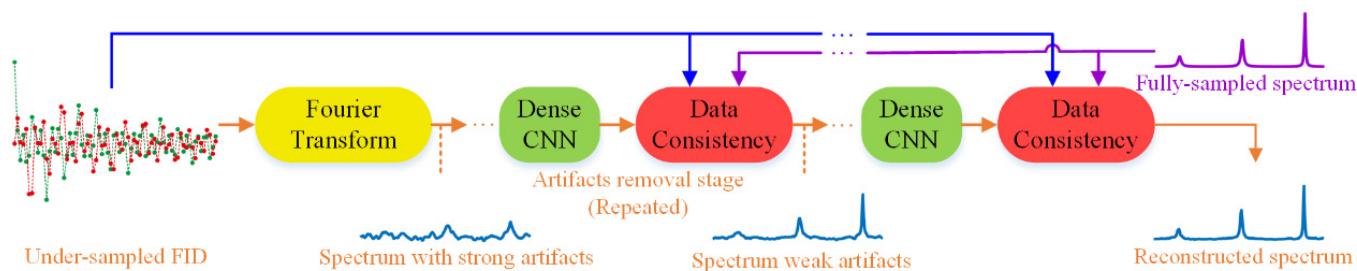 Fully-sampled spectrum
Fourier
Transform
Dense
CNN
Data
Consistency
Dense
CNN
Data
Consistency
Artifacts removal stage
(Repeated)
Under-sampled FID
Spectrum with strong artifacts
Spectrum weak artifacts
Reconstructed spectrum